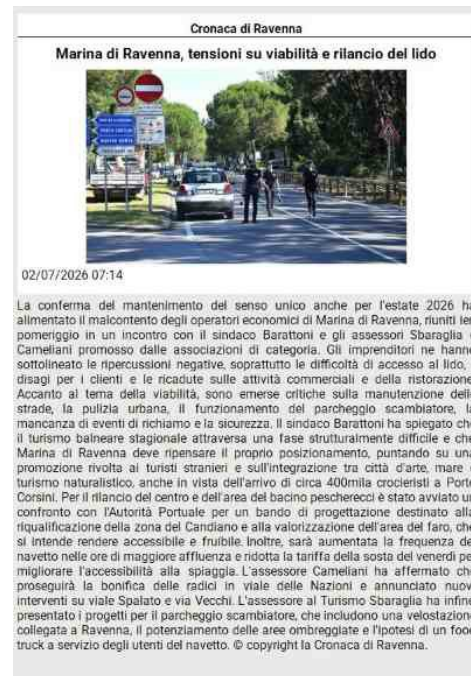 Cronaca di Ravenna
Marina di Ravenna, tensioni su viabilità e rilancio del lido
02/07/2026 07:14
La conferma del mantenimento del senso unico anche per l'estate 2026 ha
alimentato il malcontento degli operatori economici di Marina di Ravenna, riuniti ier
pomeriggio in un incontro con il sindaco Barattoni e gli assessori Sbaraglia e
Cameliani promosso dalle associazioni di categoria. Gli imprenditori ne hanno
sottolineato le ripercussioni negative, soprattutto le difficoltà di accesso al lido, i
disagi per i clienti e le ricadute sulle attività commerciali e della ristorazione.
Accanto al tema della viabilità, sono emerse critiche sulla manutenzione delle
strade, la pulizia urbana, il funzionamento del parcheggio scambiatore, la
mancanza di eventi di richiamo e la sicurezza. Il sindaco Barattoni ha spiegato che
il turismo balneare stagionale attraversa una fase strutturalmente difficile e che
Marina di Ravenna deve ripensare il proprio posizionamento, puntando su una
promozione rivolta ai turisti stranieri e sull'integrazione tra città d'arte, mare e
turismo naturalistico, anche in vista dell'arrivo di circa 400mila crocieristi a Porto
Corsini. Per il rilancio del centro e dell'area del bacino pescherecci è stato avviato un
confronto con l'Autorità Portuale per un bando di progettazione destinato alla
riqualificazione della zona del Candiano e alla valorizzazione dell'area del faro, che
si intende rendere accessibile e fruibile. Inoltre, sarà aumentata la frequenza del
navetto nelle ore di maggiore affluenza e ridotta la tariffa della sosta del venerdì per
migliorare l'accessibilità alla spiaggia. L'assessore Cameliani ha affermato che
proseguirà la bonifica delle radici in viale delle Nazioni e annunciato nuovi
interventi su viale Spalato e via Vecchi. L'assessore al Turismo Sbaraglia ha infine
presentato i progetti per il parcheggio scambiatore, che includono una velostazione
collegata a Ravenna, il potenziamento delle aree ombreggiate e l'ipotesi di un food
truck a servizio degli utenti del navetto. © copyright la Cronaca di Ravenna.